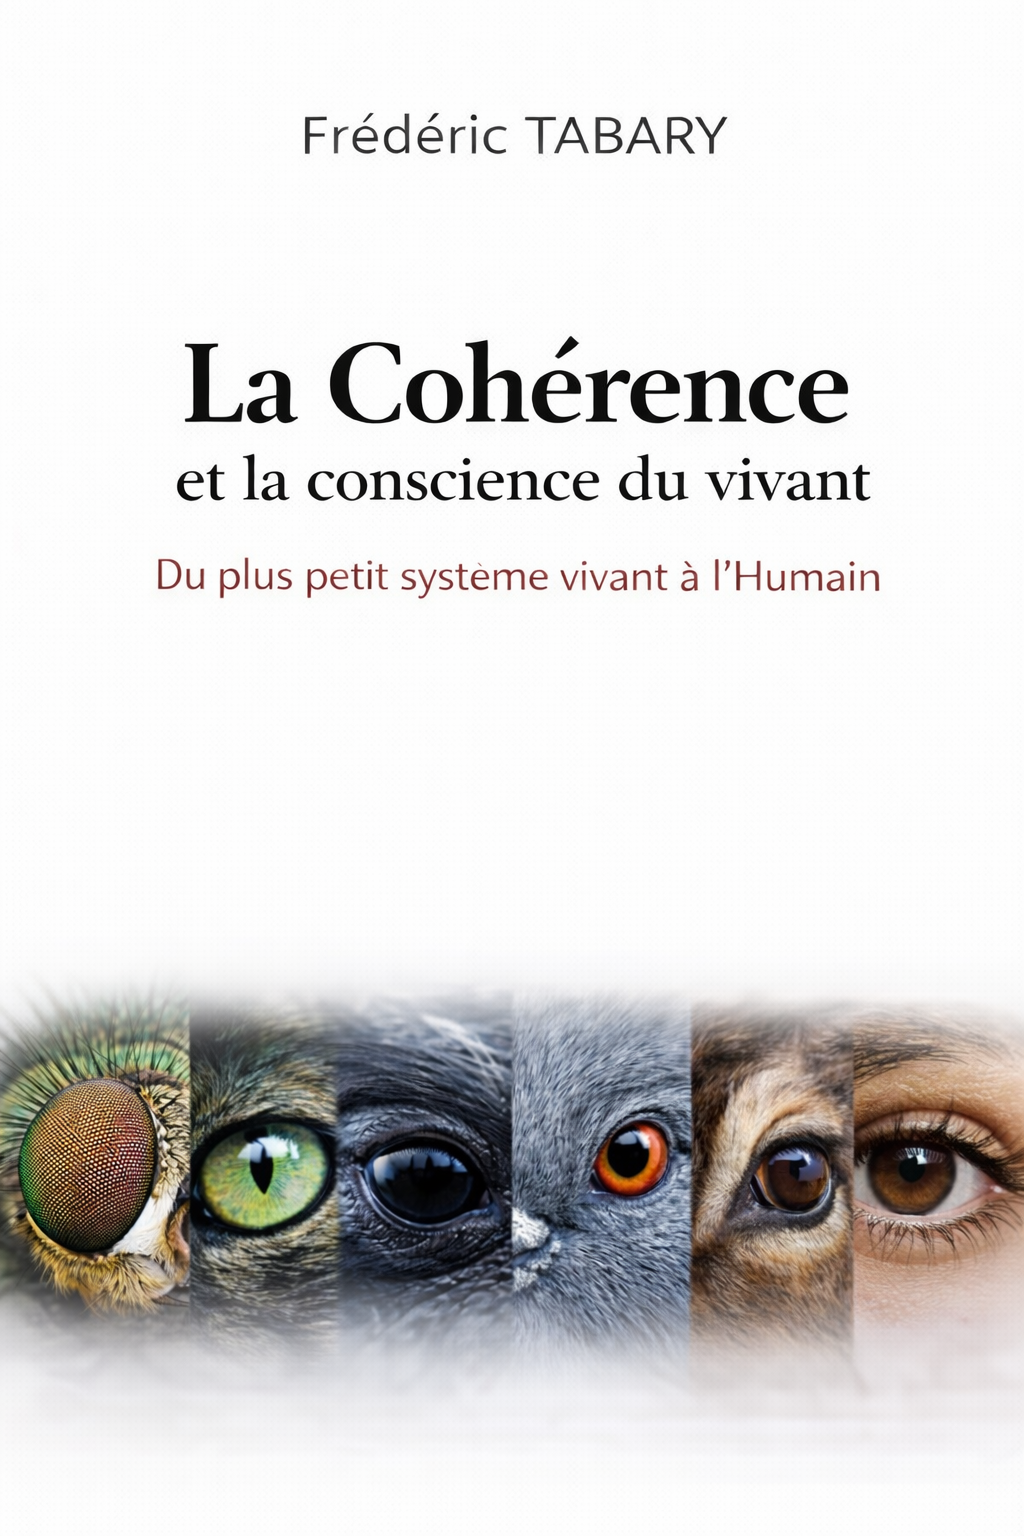 Frédéric TABARY
La Cohérence
et la conscience du vivant
Du plus petit système vivant à l’Humain